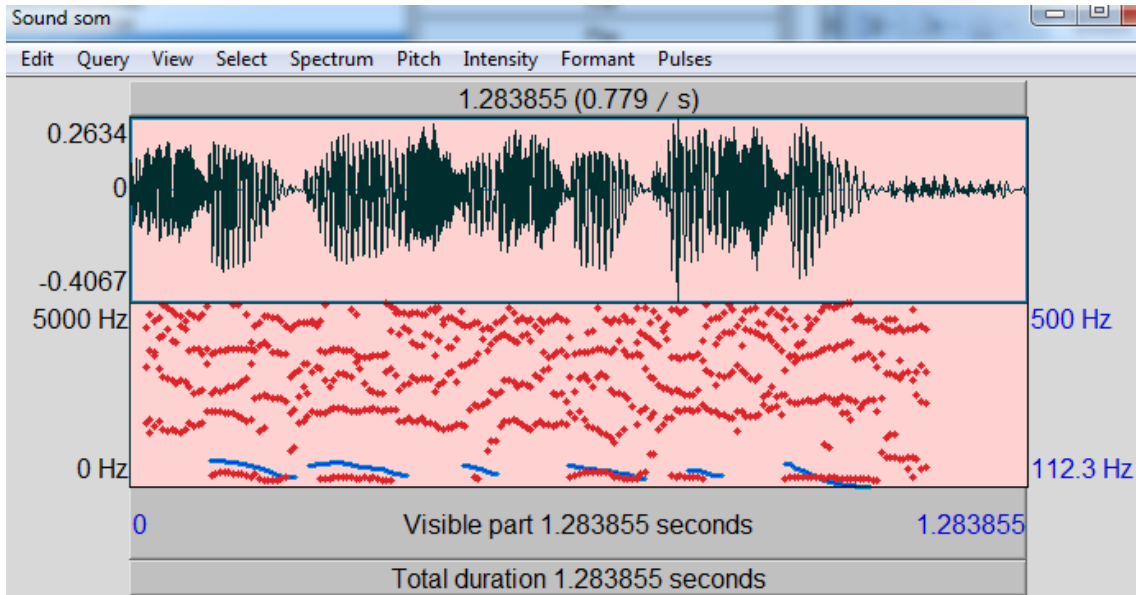 Sound som
Edit Query View Select Spectrum Pitch Intensity Formant Pulses
1.283855 (0.779 / s)
0.2634
0
-0.4067
5000 Hz 500 Hz
0 Hz 112.3 Hz
0 Visible part 1.283855 seconds 1.283855
Total duration 1.283855 seconds